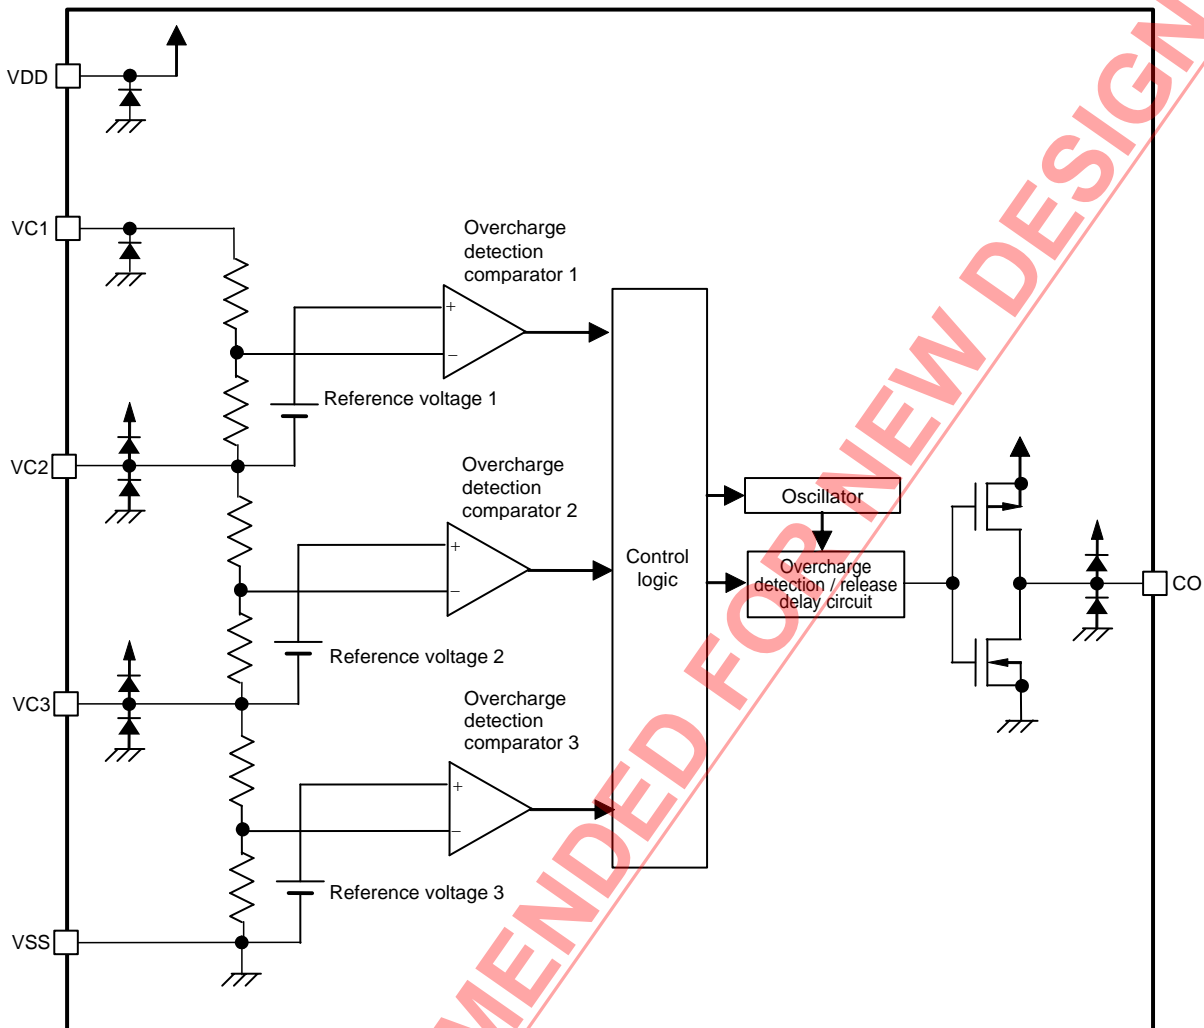 VDD
VC1
Overcharge
detection
comparator 1
+
−
Reference voltage 1
VC2
Overcharge
detection
comparator 2
+
−
Reference voltage 2
Control
logic
Oscillator
Overcharge
detection / release
delay circuit
CO
VC3
Overcharge
detection
comparator 3
+
−
Reference voltage 3
VSS
MENDED FOR NEW DESIGN